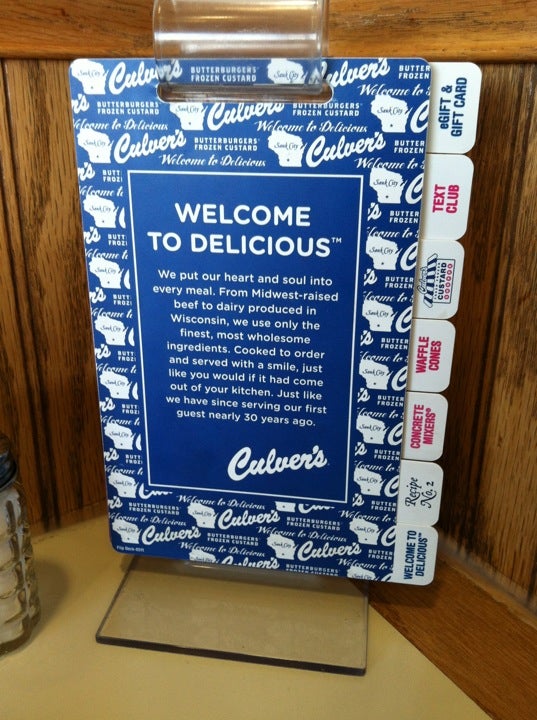 WELCOME
TO DELICIOUS™
We put our heart and soul into
every meal. From Midwest-raised
beef to dairy produced in
Wisconsin, we use only the
finest, most wholesome
ingredients. Cooked to order
and served with a smile, just
like you would if it had come
out of your kitchen. Just like
we have since serving our first
guest nearly 30 years ago.
Culver's
eGIFT &
GIFT CARD
TEXT
CLUB
CUSTARD
WAFFLE
CONES
CONCRETE
MIXERS®
Recipe
No. 2
WELCOME TO
DELICIOUS™
Culver's
BUTTERBURGERS
FROZEN CUSTARD
Sauk City
Welcome to Delicious